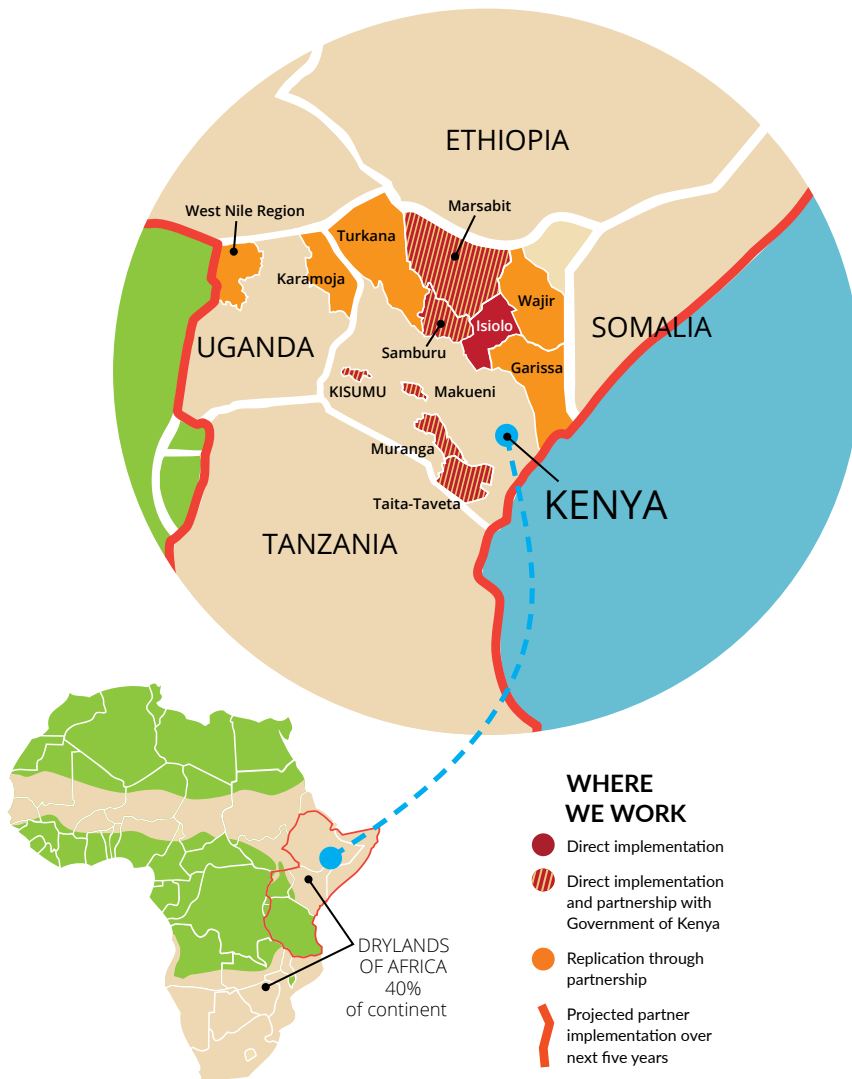 ETHIOPIA
West Nile Region
Marsabit
Turkana
Karamoja
Wajir
Isiolo
SOMALIA
UGANDA
Samburu
Garissa
KISUMU
Makueni
Muranga
Taita-Taveta
KENYA
TANZANIA
WHERE
WE WORK
Direct implementation
Direct implementation
and partnership with
Government of Kenya
Replication through
partnership
Projected partner
implementation over
next five years
DRYLANDS
OF AFRICA
40%
of continent